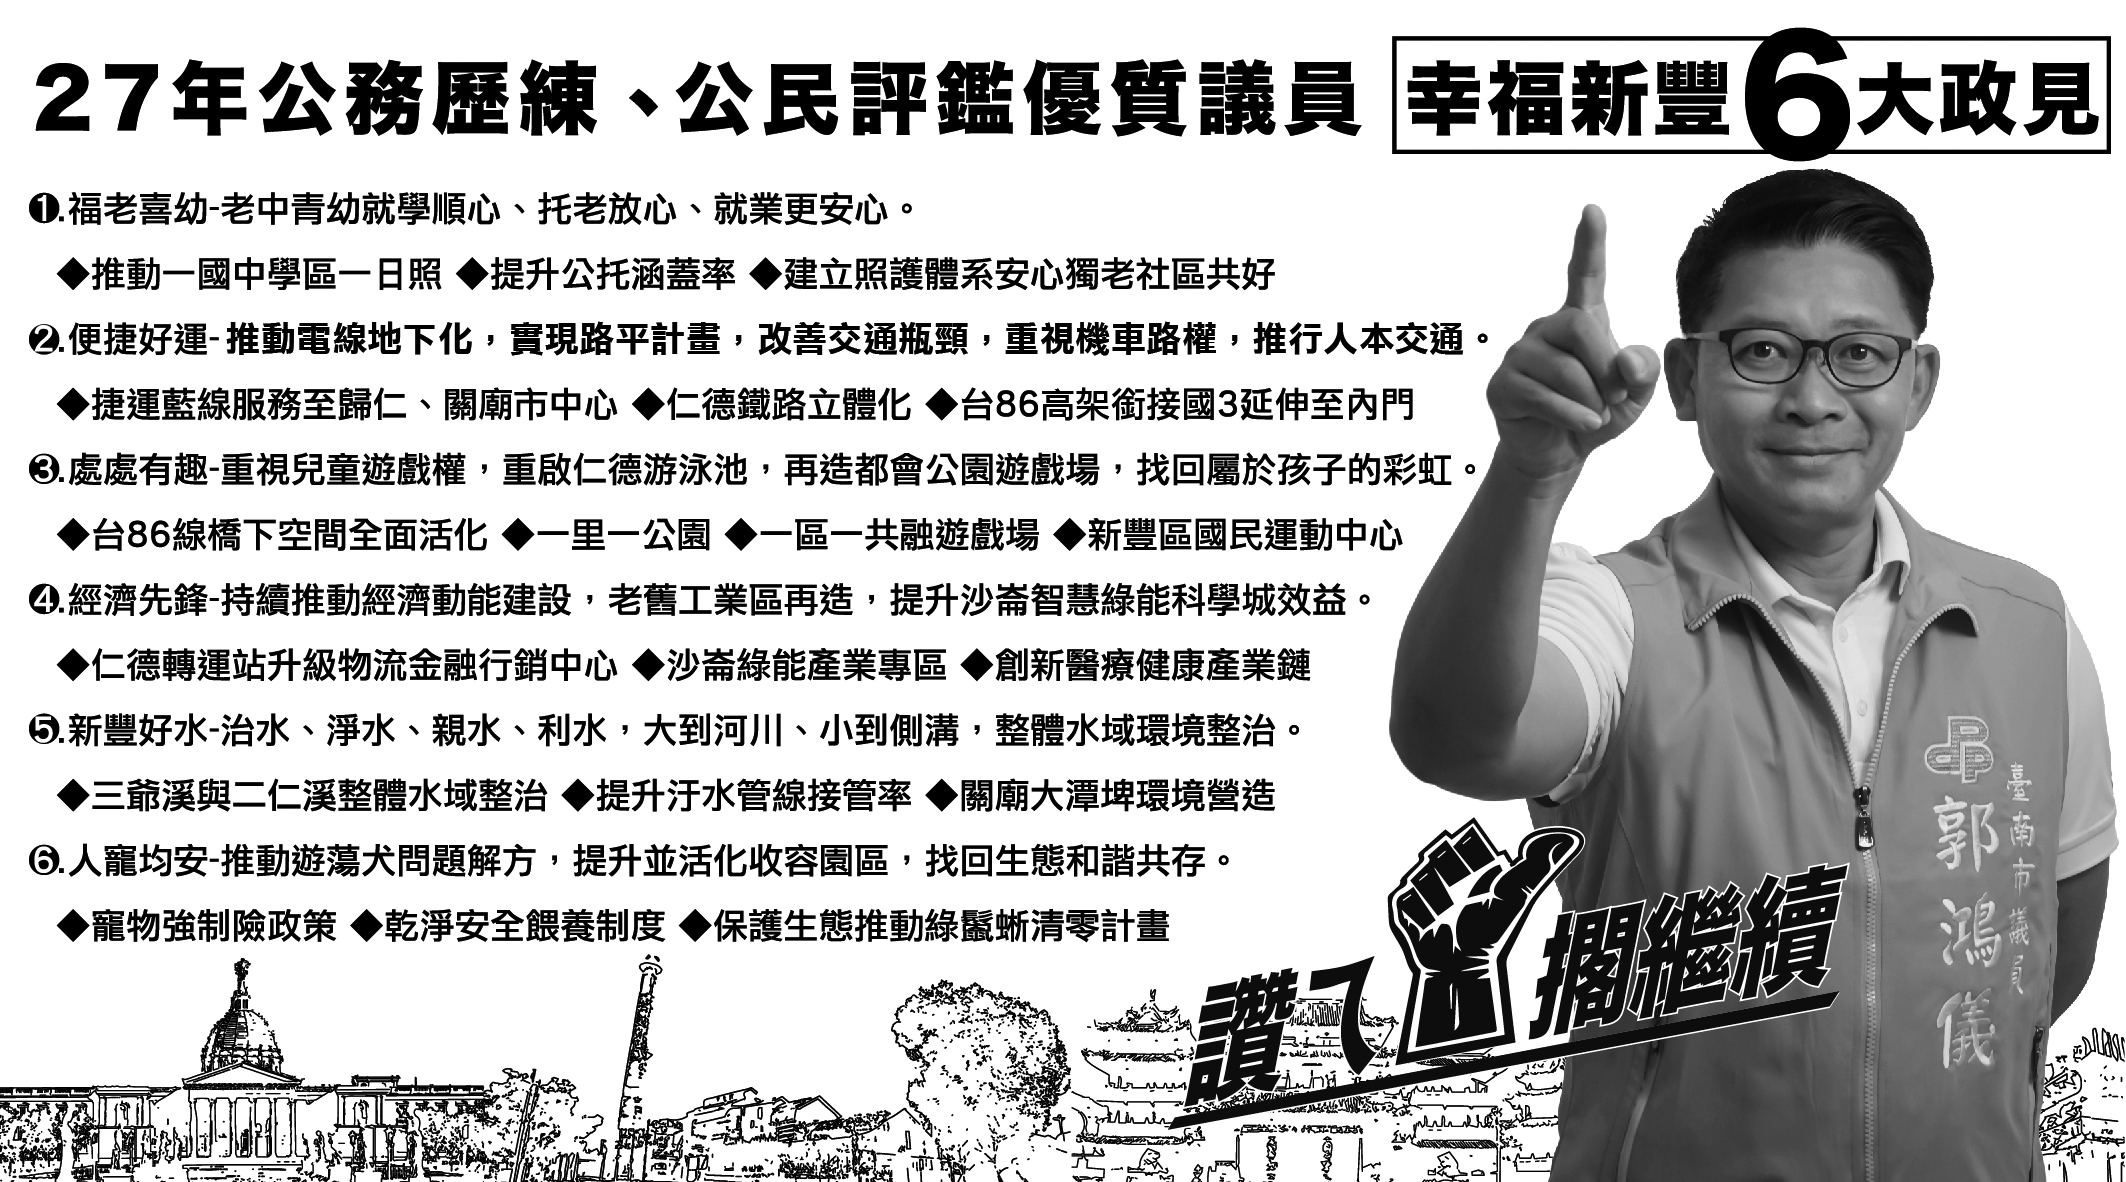 27年公務歷練、公民評鑑優質議員
幸福新豐6大政見
❶.福老喜幼-老中青幼就學順心、托老放心、就業更安心。
◆推動一國中學區一日照 ◆提升公托涵蓋率 ◆建立照護體系安心獨老社區共好
❷.便捷好運-推動電線地下化，實現路平計畫，改善交通瓶頸，重視機車路權，推行人本交通。
◆捷運藍線服務至歸仁、關廟市中心 ◆仁德鐵路立體化 ◆台86高架銜接國3延伸至內門
❸.處處有趣-重視兒童遊戲權，重啟仁德游泳池，再造都會公園遊戲場，找回屬於孩子的彩虹。
◆台86線橋下空間全面活化 ◆一里一公園 ◆一區一共融遊戲場 ◆新豐區國民運動中心
❹.經濟先鋒-持續推動經濟動能建設，老舊工業區再造，提升沙崙智慧綠能科學城效益。
◆仁德轉運站升級物流金融行銷中心 ◆沙崙綠能產業專區 ◆創新醫療健康產業鏈
❺.新豐好水-治水、淨水、親水、利水，大到河川、小到側溝，整體水域環境整治。
◆三爺溪與二仁溪整體水域整治 ◆提升汙水管線接管率 ◆關廟大潭埤環境營造
❻.人寵均安-推動遊蕩犬問題解方，提升並活化收容園區，找回生態和諧共存。
◆寵物強制險政策 ◆乾淨安全餵養制度 ◆保護生態推動綠鬣蜥清零計畫
讚ㄟ 擱繼續
臺南市議員
郭鴻儀